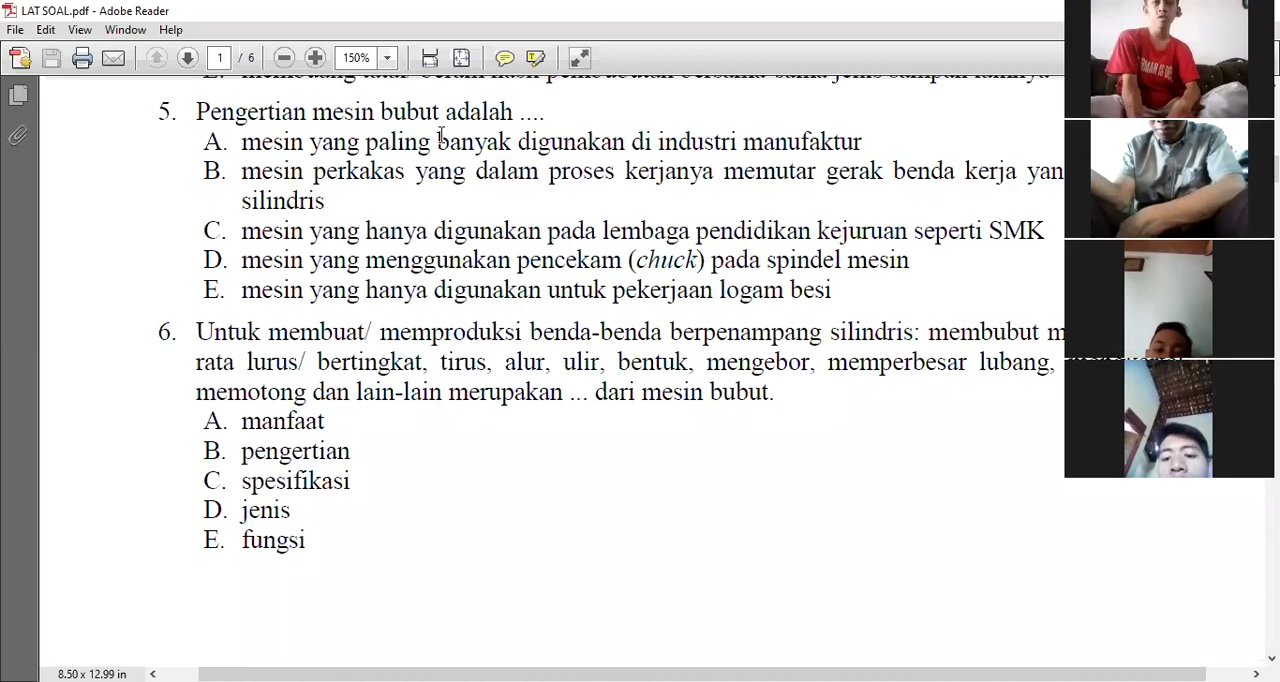 LAT SOAL.pdf - Adobe Reader
File Edit View Window Help
1 / 6 150%
5. Pengertian mesin bubut adalah ....
A. mesin yang paling banyak digunakan di industri manufaktur
B. mesin perkakas yang dalam proses kerjanya memutar gerak benda kerja
silindris
C. mesin yang hanya digunakan pada lembaga pendidikan kejuruan seperti SMK
D. mesin yang menggunakan pencekam (chuck) pada spindel mesin
E. mesin yang hanya digunakan untuk pekerjaan logam besi
6. Untuk membuat/ memproduksi benda-benda berpenampang silindris: membubut
rata lurus/ bertingkat, tirus, alur, ulir, bentuk, mengebor, memperbesar lubang,
memotong dan lain-lain merupakan ... dari mesin bubut.
A. manfaat
B. pengertian
C. spesifikasi
D. jenis
E. fungsi
8.50 x 12.99 in